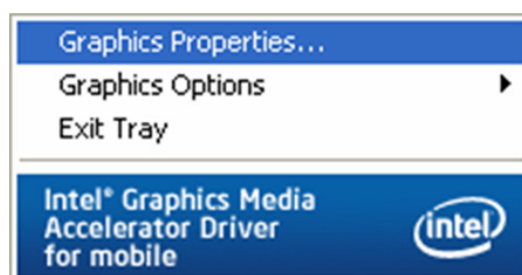 Graphics Properties...
Graphics Options
Exit Tray
Intel® Graphics Media
Accelerator Driver
for mobile
intel